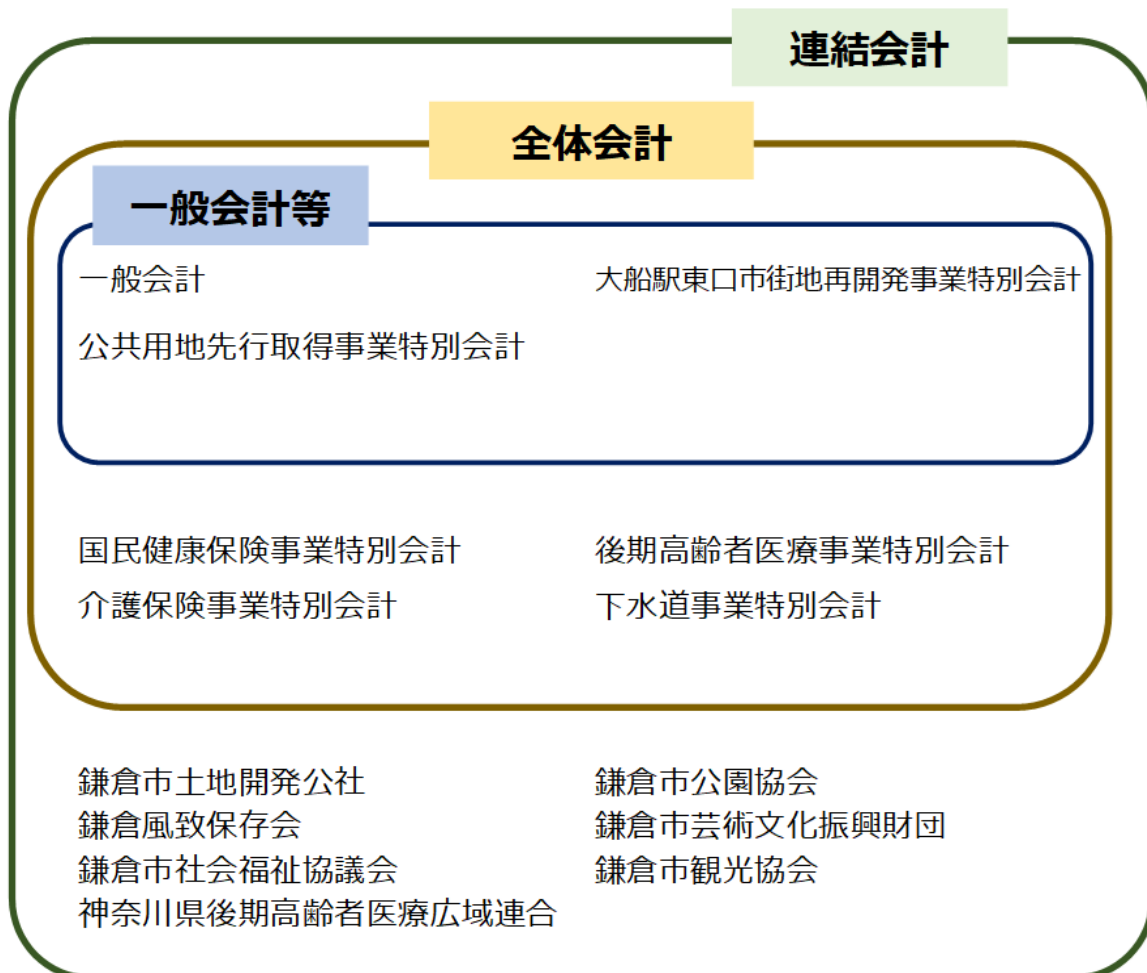 連結会計
全体会計
一般会計等
一般会計
大船駅東口市街地再開発事業特別会計
公共用地先行取得事業特別会計
国民健康保険事業特別会計
後期高齢者医療事業特別会計
介護保険事業特別会計
下水道事業特別会計
鎌倉市土地開発公社
鎌倉市公園協会
鎌倉風致保存会
鎌倉市芸術文化振興財団
鎌倉市社会福祉協議会
鎌倉市観光協会
神奈川県後期高齢者医療広域連合